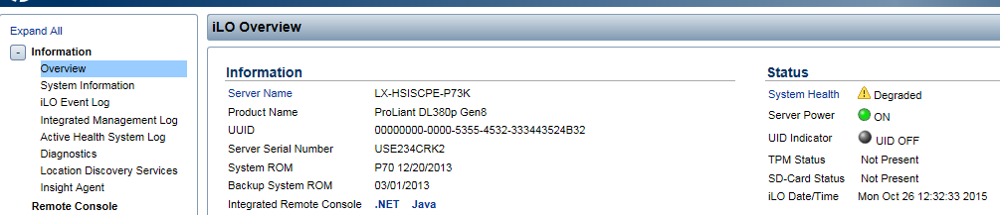 Expand All
-
Information
Overview
System Information
iLO Event Log
Integrated Management Log
Active Health System Log
Diagnostics
Location Discovery Services
Insight Agent
Remote Console
iLO Overview
Information
Server Name LX-HSISCPE-P73K
Product Name ProLiant DL380p Gen8
UUID 00000000-0000-5355-4532-333443524B32
Server Serial Number USE234CRK2
System ROM P70 12/20/2013
Backup System ROM 03/01/2013
Integrated Remote Console .NET Java
Status
System Health Degraded
Server Power ON
UID Indicator UID OFF
TPM Status Not Present
SD-Card Status Not Present
iLO Date/Time Mon Oct 26 12:32:33 2015